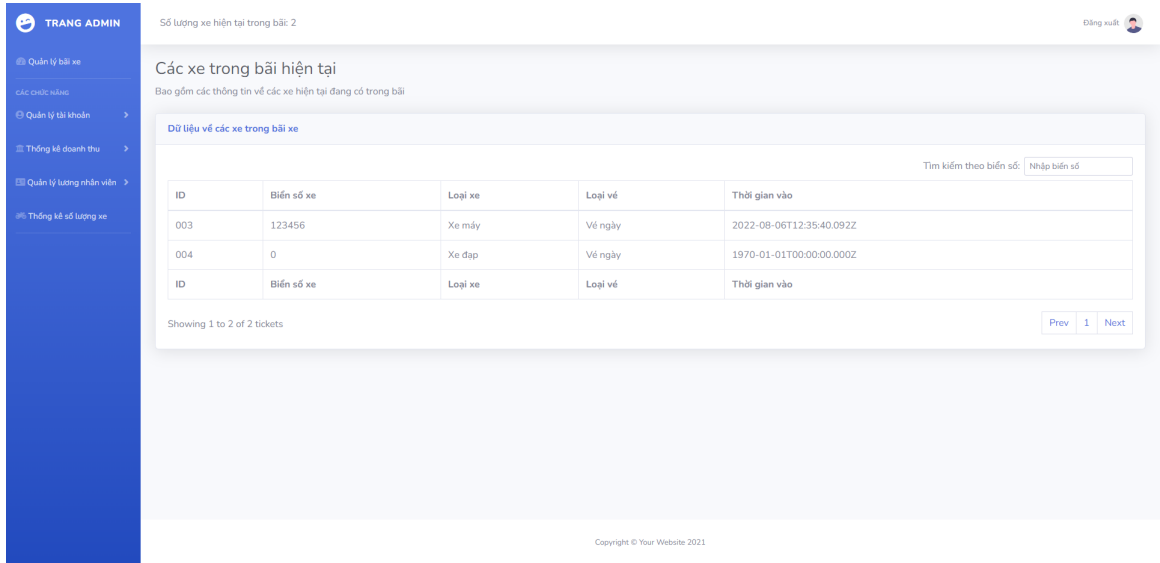 TRANG ADMIN
Số lượng xe hiện tại trong bãi: 2
Đăng xuất
Quản lý bãi xe
CÁC CHỨC NĂNG
Quản lý tài khoản
Thống kê doanh thu
Quản lý lương nhân viên
Thống kê số lượng xe
Các xe trong bãi hiện tại
Bao gồm các thông tin về các xe hiện tại đang có trong bãi
Dữ liệu về các xe trong bãi xe
Tìm kiếm theo biển số: Nhập biển số
ID Biển số xe Loại xe Loại vé Thời gian vào
003 123456 Xe máy Vé ngày 2022-08-06T12:35:40.092Z
004 0 Xe đạp Vé ngày 1970-01-01T00:00:00.000Z
ID Biển số xe Loại xe Loại vé Thời gian vào
Showing 1 to 2 of 2 tickets
Prev 1 Next
Copyright © Your Website 2021